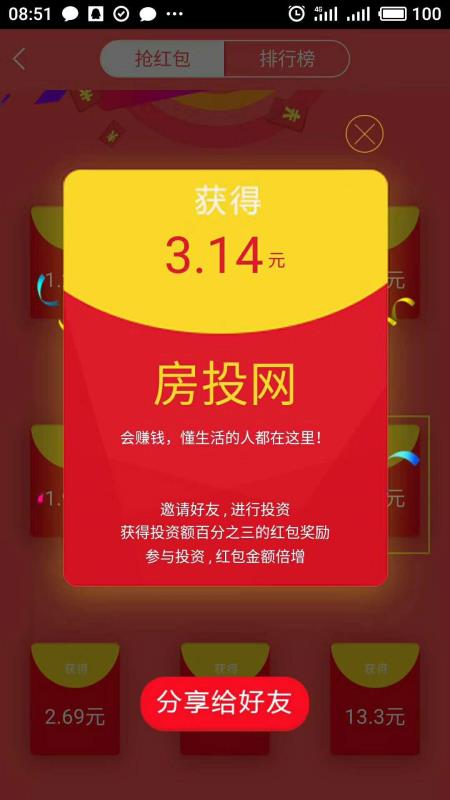 08:51
4G
100
抢红包
排行榜
获得
3.14元
元
房投网
会赚钱，懂生活的人都在这里！
元
邀请好友，进行投资
获得投资额百分之三的红包奖励
参与投资，红包金额倍增
获得
获得
获得
2.69元
13.3元
分享给好友